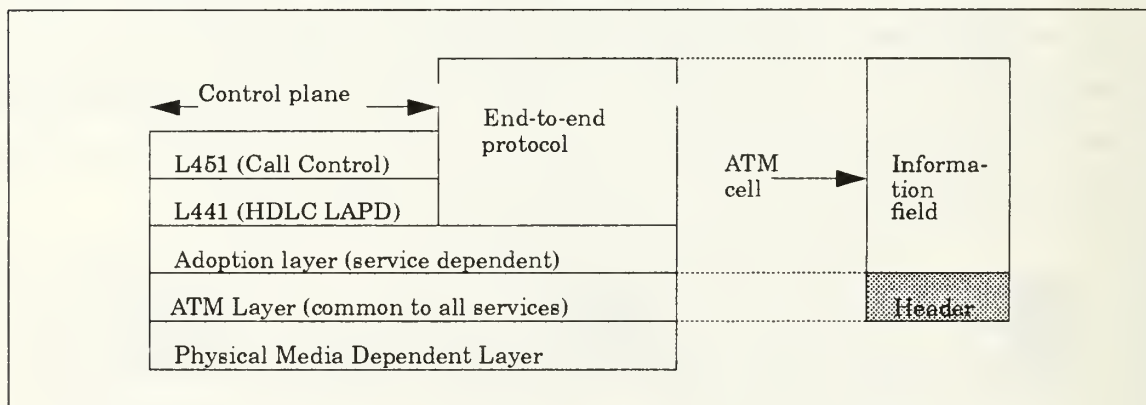 Control plane
End-to-end
protocol
L451 (Call Control)
L441 (HDLC LAPD)
Adoption layer (service dependent)
ATM Layer (common to all services)
Physical Media Dependent Layer
ATM
cell
Informa-
tion
field
Header